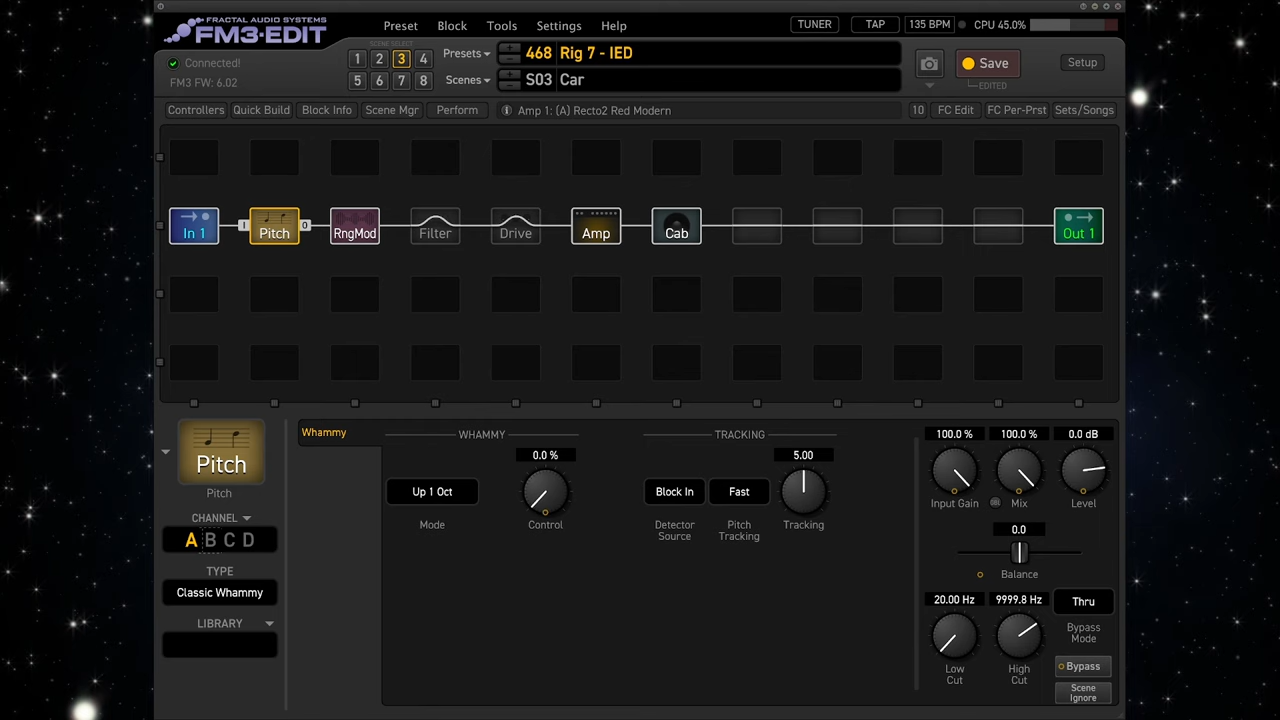 FRACTAL AUDIO SYSTEMS
FM3-EDIT
Preset Block Tools Settings Help
TUNER TAP 135 BPM CPU 45.0%
Connected!
FM3 FW: 6.02
SCENE SELECT
1 2 3 4
5 6 7 8
Presets 468 Rig 7 - IED
Scenes S03 Car
Save
EDITED
Setup
Controllers Quick Build Block Info Scene Mgr Perform Amp 1: (A) Recto2 Red Modern 10 FC Edit FC Per-Prst Sets/Songs
In 1 I Pitch O RngMod Filter Drive Amp Cab Out 1
Pitch
Pitch
CHANNEL
A B C D
TYPE
Classic Whammy
LIBRARY
Whammy
WHAMMY
0.0 %
Up 1 Oct
Mode Control
TRACKING
5.00
Block In Fast
Detector Source Pitch Tracking Tracking
100.0 % 100.0 % 0.0 dB
Input Gain Mix Level
0.0
Balance
20.00 Hz 9999.8 Hz Thru
Low Cut High Cut Bypass Mode
Bypass
Scene Ignore